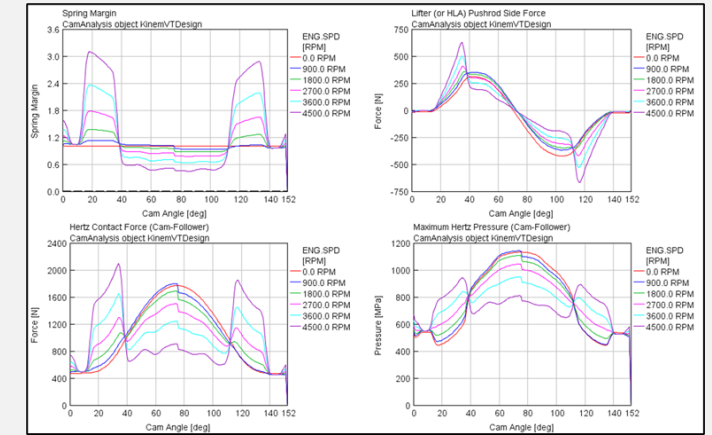 Spring Margin
CamAnalysis object KinemVTDesign
3.6
3.0
2.4
1.8
1.2
0.6
0.0
Spring Margin
0 20 40 60 80 100 120 140 152
Cam Angle [deg]
ENG.SPD
[RPM]
0.0 RPM
900.0 RPM
1800.0 RPM
2700.0 RPM
3600.0 RPM
4500.0 RPM
Lifter (or HLA) Pushrod Side Force
CamAnalysis object KinemVTDesign
750
500
250
0
-250
-500
-750
Force [N]
0 20 40 60 80 100 120 140 152
Cam Angle [deg]
ENG.SPD
[RPM]
0.0 RPM
900.0 RPM
1800.0 RPM
2700.0 RPM
3600.0 RPM
4500.0 RPM
Hertz Contact Force (Cam-Follower)
CamAnalysis object KinemVTDesign
2400
2000
1600
1200
800
400
0
Force [N]
0 20 40 60 80 100 120 140 152
Cam Angle [deg]
ENG.SPD
[RPM]
0.0 RPM
900.0 RPM
1800.0 RPM
2700.0 RPM
3600.0 RPM
4500.0 RPM
Maximum Hertz Pressure (Cam-Follower)
CamAnalysis object KinemVTDesign
1200
1000
800
600
400
200
0
Pressure [MPa]
0 20 40 60 80 100 120 140 152
Cam Angle [deg]
ENG.SPD
[RPM]
0.0 RPM
900.0 RPM
1800.0 RPM
2700.0 RPM
3600.0 RPM
4500.0 RPM